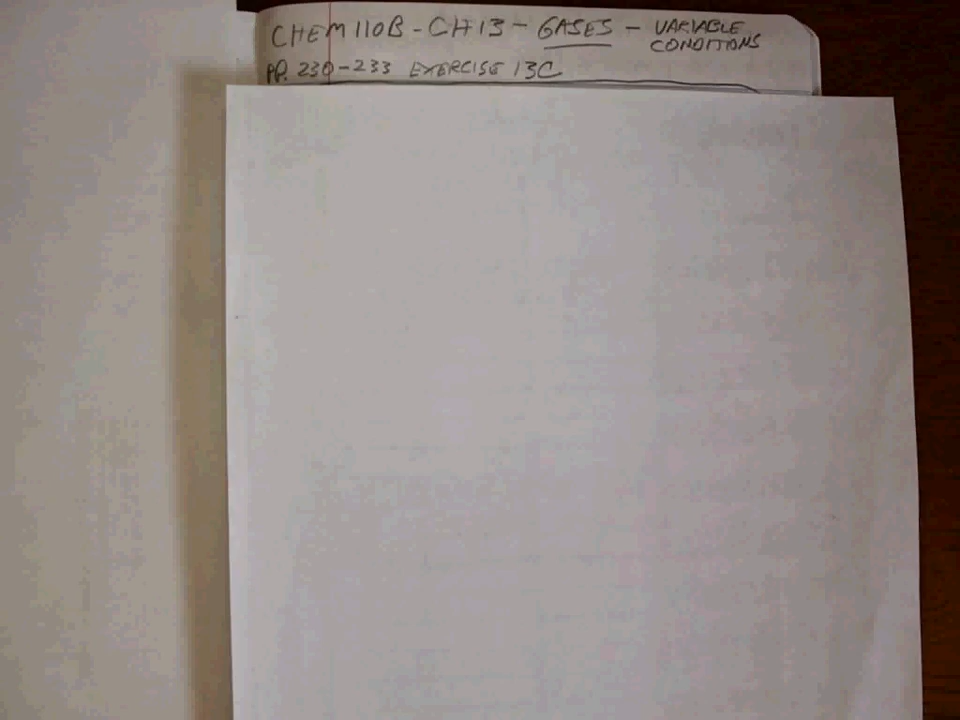 CHEM 110B - CH 13 - GASES - VARIABLE CONDITIONS
PP. 230-233 EXERCISE 13C